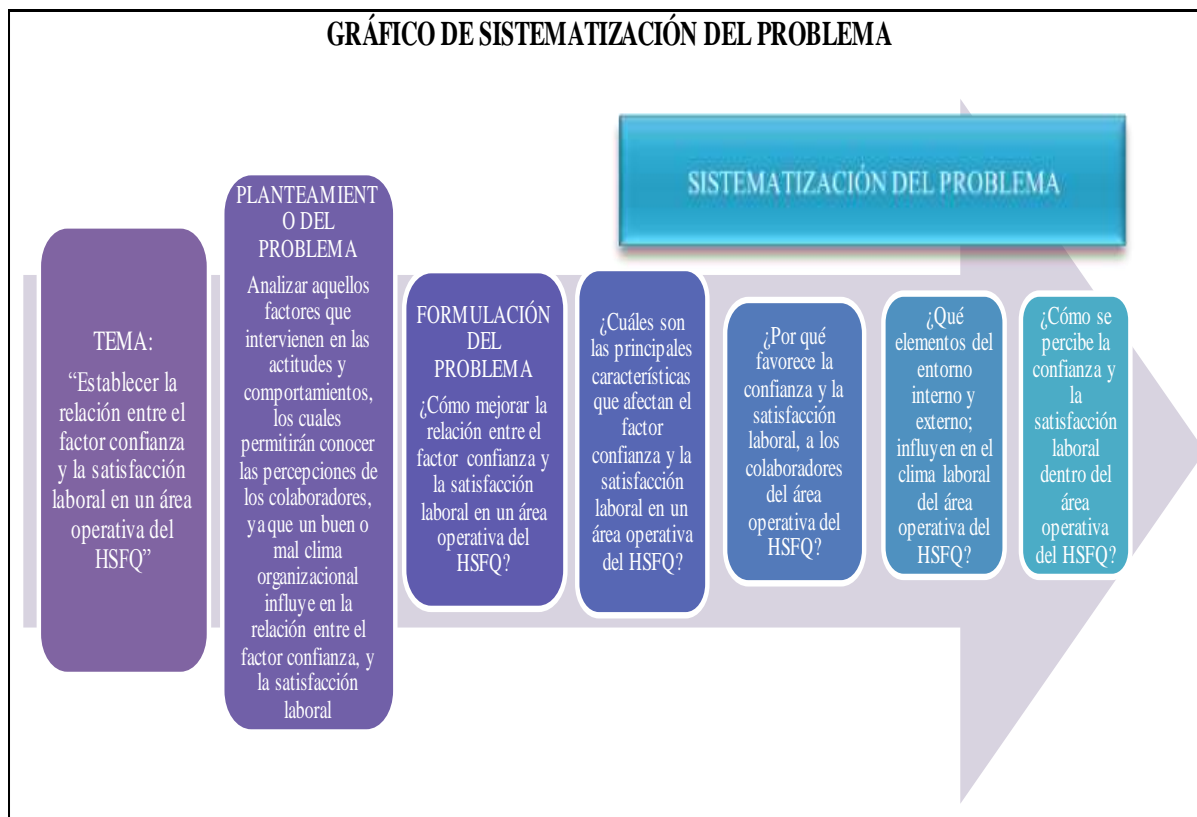 GRÁFICO DE SISTEMATIZACIÓN DEL PROBLEMA
SISTEMATIZACIÓN DEL PROBLEMA
TEMA:
“Establecer la
relación entre el
factor confianza
y la satisfacción
laboral en un área
operativa del
HSFQ”
PLANTEAMIENT
O DEL
PROBLEMA
Analizar aquellos
factores que
intervienen en las
actitudes y
comportamientos,
los cuales
permitirán conocer
las percepciones de
los colaboradores,
ya que un buen o
mal clima
organizacional
influye en la
relación entre el
factor confianza, y
la satisfacción
laboral
FORMULACIÓN
DEL
PROBLEMA
¿Cómo mejorar la
relación entre el
factor confianza y
la satisfacción
laboral en un área
operativa del
HSFQ?
¿Cuáles son
las principales
características
que afectan el
factor
confianza y la
satisfacción
laboral en un
área operativa
del HSFQ?
¿Por qué
favorece la
confianza y la
satisfacción
laboral, a los
colaboradores
del área
operativa del
HSFQ?
¿Qué
elementos del
entorno
interno y
externo;
influyen en el
clima laboral
del área
operativa del
HSFQ?
¿Cómo se
percibe la
confianza y
la
satisfacción
laboral
dentro del
área
operativa
del HSFQ?